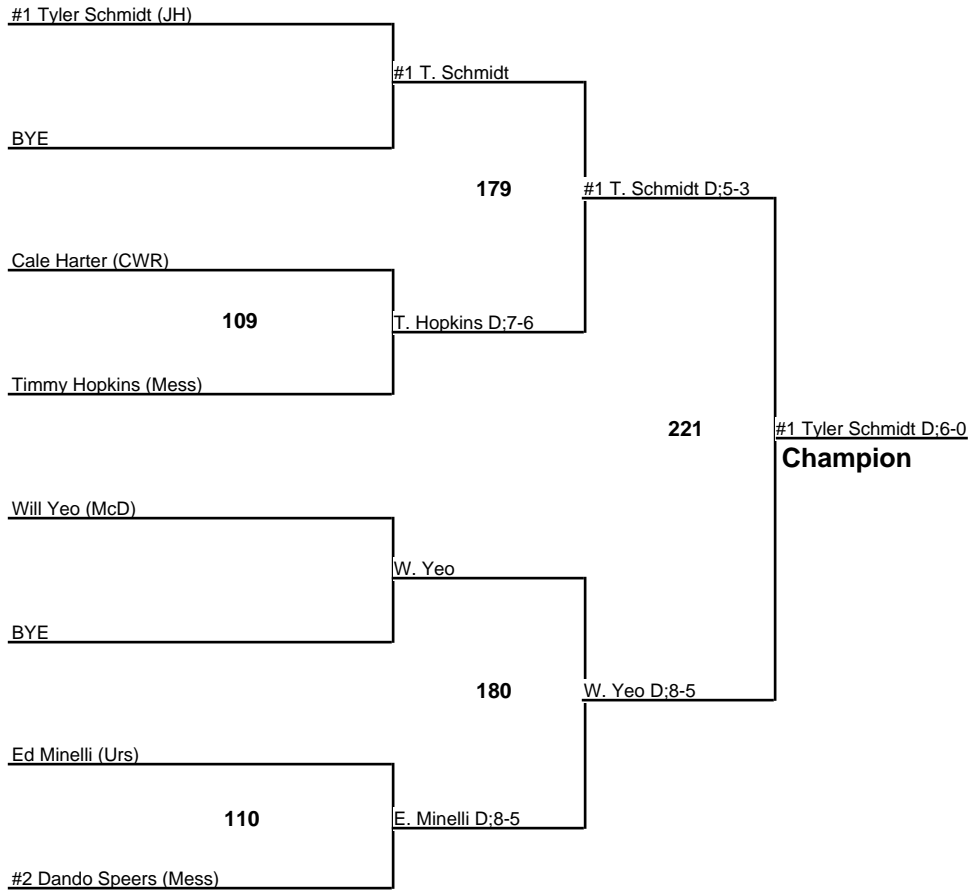 #1 Tyler Schmidt (JH)
#1 T. Schmidt
BYE
179
#1 T. Schmidt D;5-3
Cale Harter (CWR)
109
T. Hopkins D;7-6
Timmy Hopkins (Mess)
221
#1 Tyler Schmidt D;6-0
Champion
Will Yeo (McD)
W. Yeo
BYE
180
W. Yeo D;8-5
Ed Minelli (Urs)
110
E. Minelli D;8-5
#2 Dando Speers (Mess)